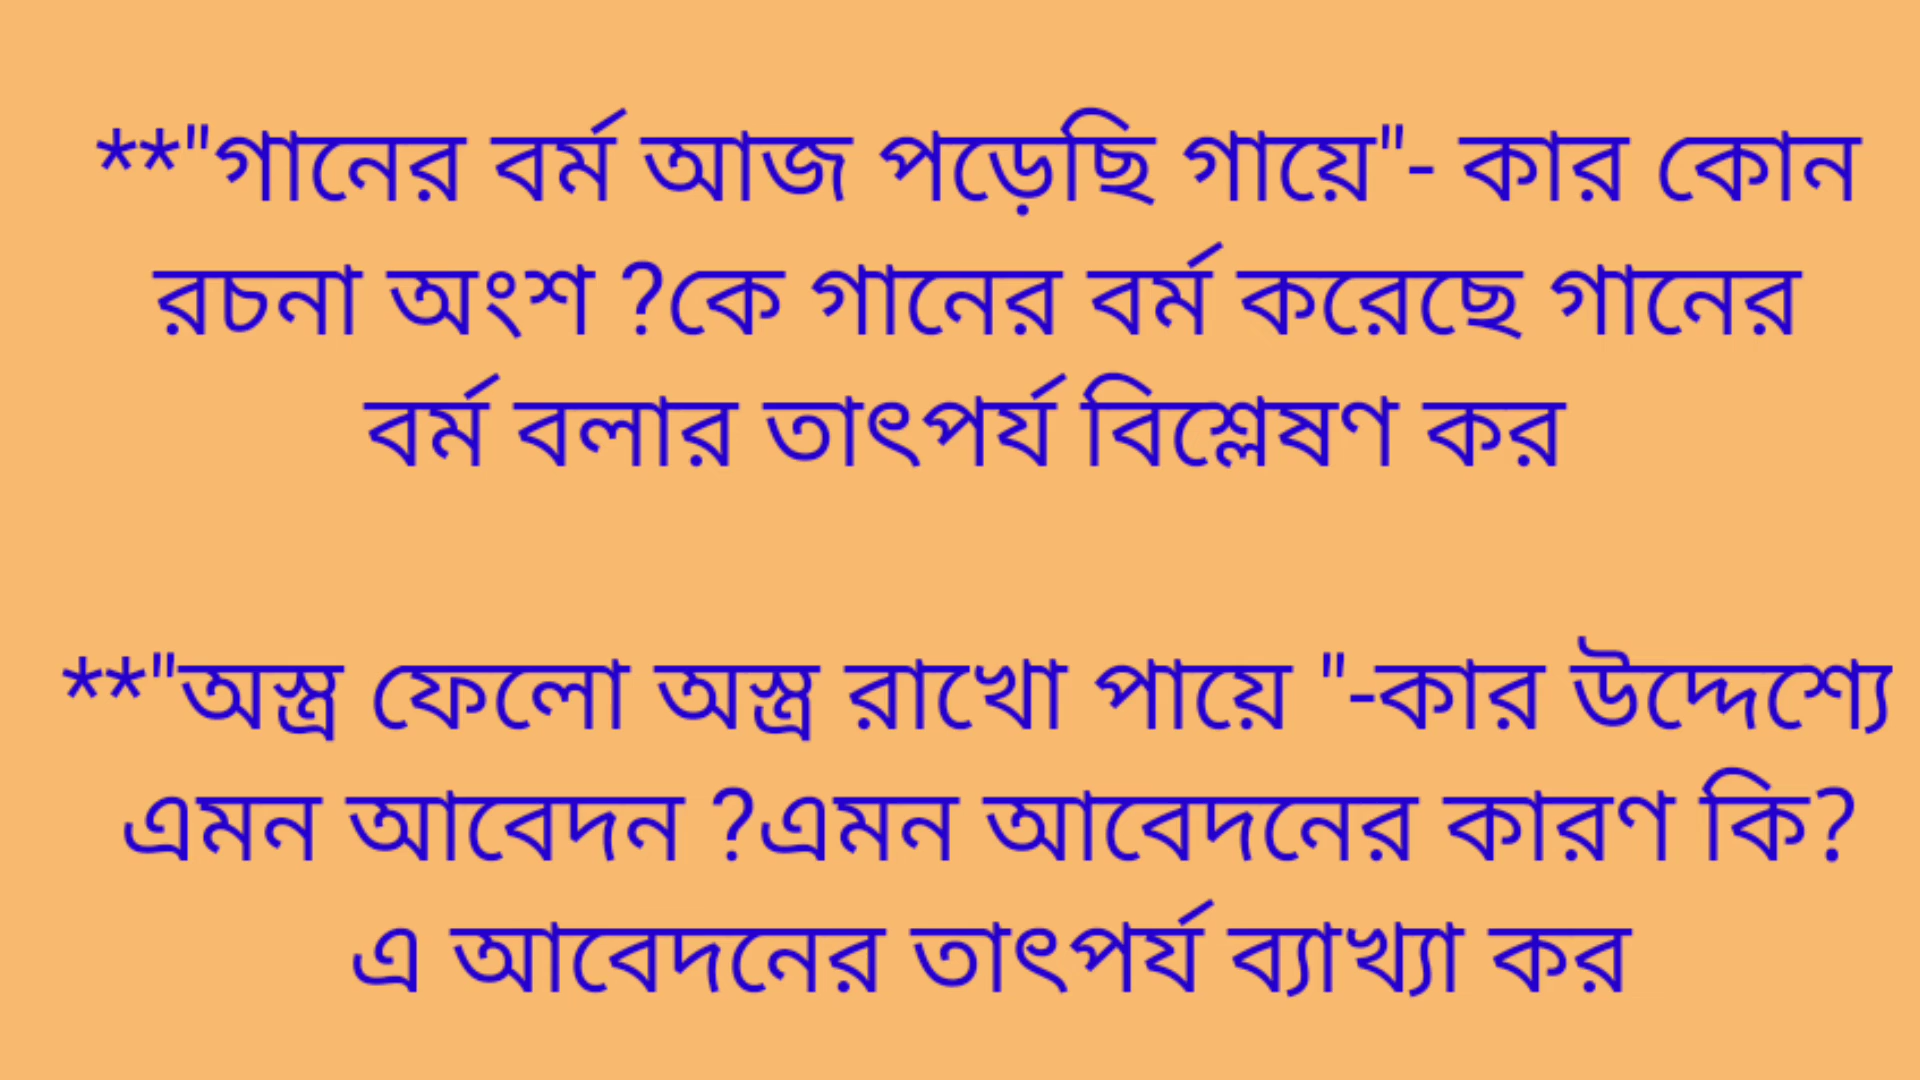 **"গানের বর্ম আজ পড়েছি গায়ে"- কার কোন
রচনা অংশ ?কে গানের বর্ম করেছে গানের
বর্ম বলার তাৎপর্য বিশ্লেষণ কর
**"অস্ত্র ফেলো অস্ত্র রাখো পায়ে "-কার উদ্দেশ্যে
এমন আবেদন ?এমন আবেদনের কারণ কি?
এ আবেদনের তাৎপর্য ব্যাখ্যা কর